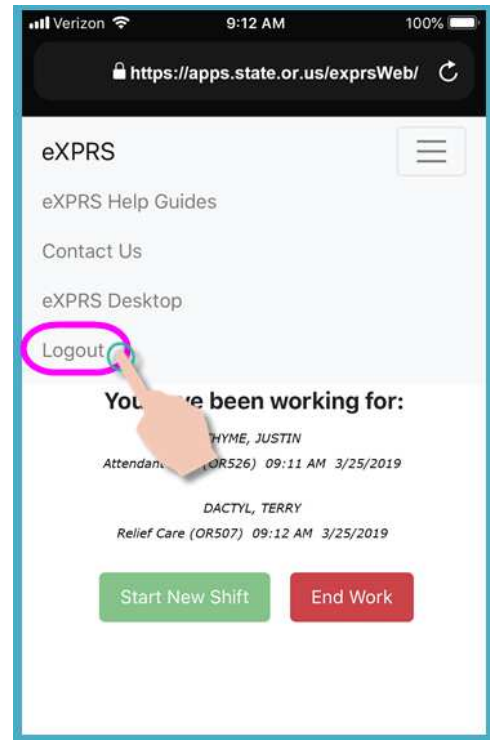 Verizon 9:12 AM 100%
https://apps.state.or.us/exprsWeb/
eXPRS
eXPRS Help Guides
Contact Us
eXPRS Desktop
Logout
been working for:
THYME, JUSTIN
(OR526) 09:11 AM 3/25/2019
DACTYL, TERRY
Relief Care (OR507) 09:12 AM 3/25/2019
Start New Shift End Work